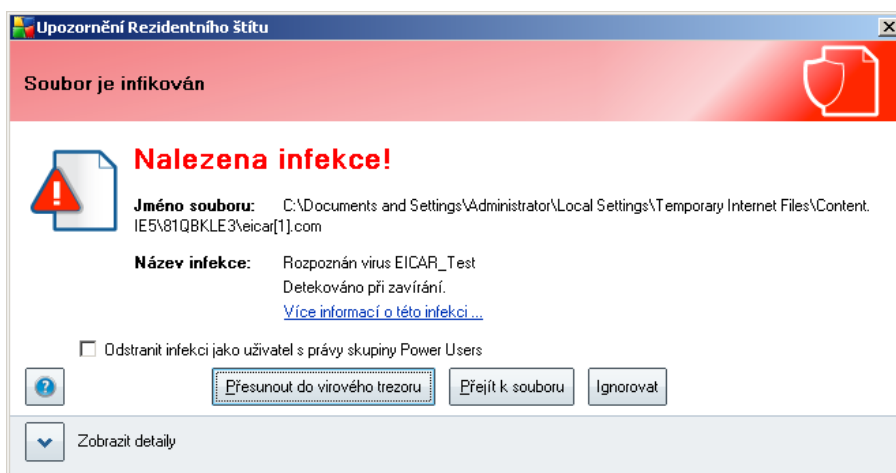 Upozornění Rezidentního štítu
Soubor je infikován
Nalezena infekce!
Jméno souboru: C:\Documents and Settings\Administrator\Local Settings\Temporary Internet Files\Content.
IE5\81QBKLE3\eicar[1].com
Název infekce: Rozpoznán virus EICAR_Test
Detekováno při zavírání.
Více informací o této infekci ...
Odstranit infekci jako uživatel s právy skupiny Power Users
Přesunout do virového trezoru Přejít k souboru Ignorovat
Zobrazit detaily